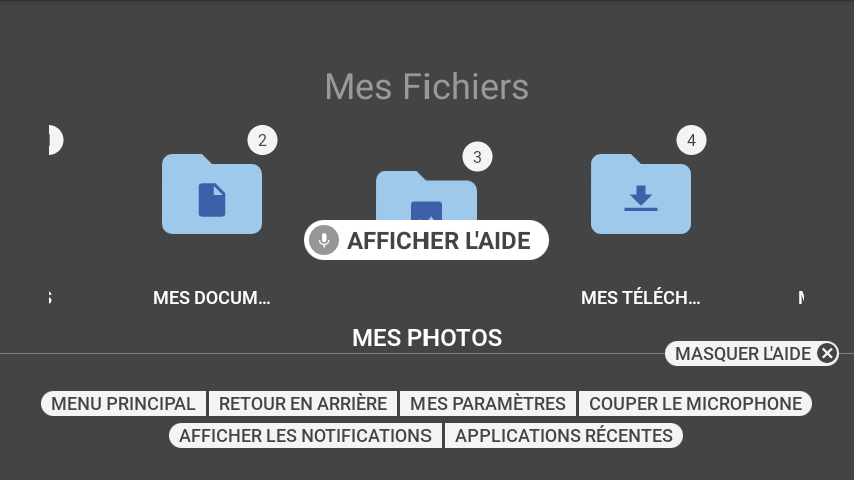 Mes Fichiers
2
3
4
AFFICHER L'AIDE
MES DOCUM...
MES TÉLÉCH...
MES PHOTOS
MASQUER L'AIDE
MENU PRINCIPAL
RETOUR EN ARRIÈRE
MES PARAMÈTRES
COUPER LE MICROPHONE
AFFICHER LES NOTIFICATIONS
APPLICATIONS RÉCENTES